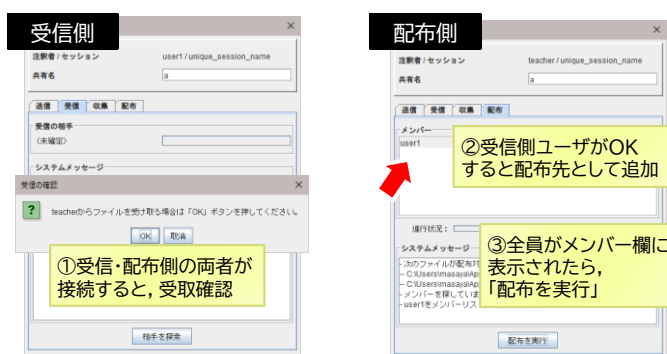 受信側
注釈者 / セッション user1 / unique_session_name
共有名 a
送信 受信 収集 配布
受信の相手
(未確定)
システムメッセージ
受信の確認
teacherからファイルを受け取る場合は「OK」ボタンを押してください。
OK 取消
①受信・配布側の両者が
接続すると,受取確認
相手を探索
配布側
注釈者 / セッション teacher / unique_session_name
共有名 a
送信 受信 収集 配布
メンバー
user1
②受信側ユーザがOK
すると配布先として追加
進行状況:
システムメッセージ
- 次のファイルが配布対
- C:\Users\masaya\Ap
- C:\Users\masaya\Ap
- メンバーを探していま
- user1をメンバーリス
③全員がメンバー欄に
表示されたら,
「配布を実行」
配布を実行